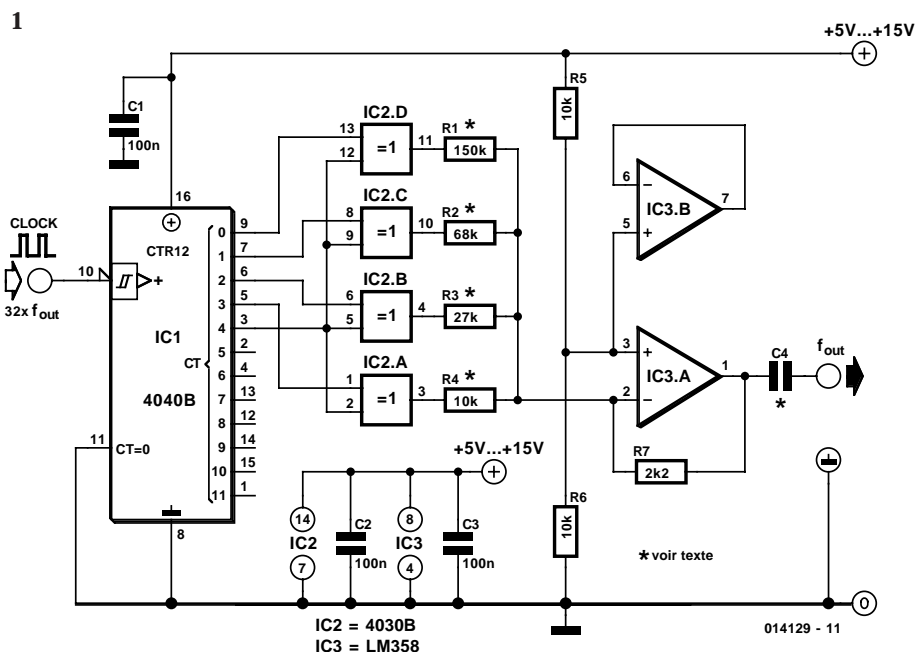 1
+5V...+15V
C1
100n
16
CLOCK
32x fout
10
+
CTR12
IC1
4040B
CT
CT=0
11
8
0 9
1 7
2 6
3 5
4 3
5 2
6 4
7 13
8 12
9 14
10 15
11 1
IC2.D
13
12
=1
11
R1 *
150k
IC2.C
8
9
=1
10
R2 *
68k
IC2.B
6
5
=1
4
R3 *
27k
IC2.A
1
2
=1
3
R4 *
10k
R5
10k
6
−
IC3.B
7
5
+
3
+
IC3.A
1
2
−
R7
2k2
C4
*
fout
+5V...+15V
14
IC2
7
C2
100n
8
IC3
4
C3
100n
R6
10k
* voir texte
0
IC2 = 4030B
IC3 = LM358
014129 - 11